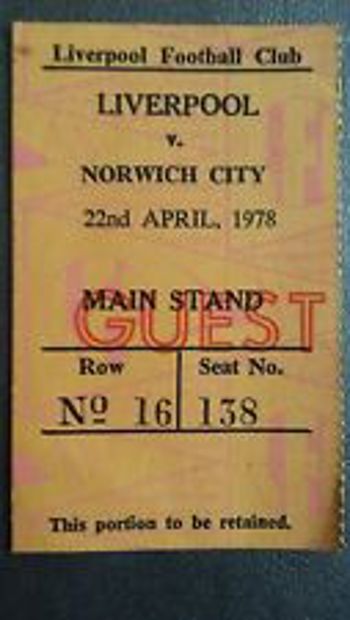 Liverpool Football Club
LIVERPOOL
v.
NORWICH CITY
22nd APRIL, 1978
MAIN STAND
GUEST
Row Seat No.
Nº 16 138
This portion to be retained.